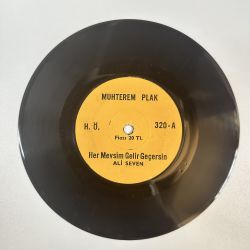 MUHTEREM PLAK
H. Ü. 320-A
Fiatı 20 TL
Her Mevsim Gelir Geçersin
ALİ SEVEN